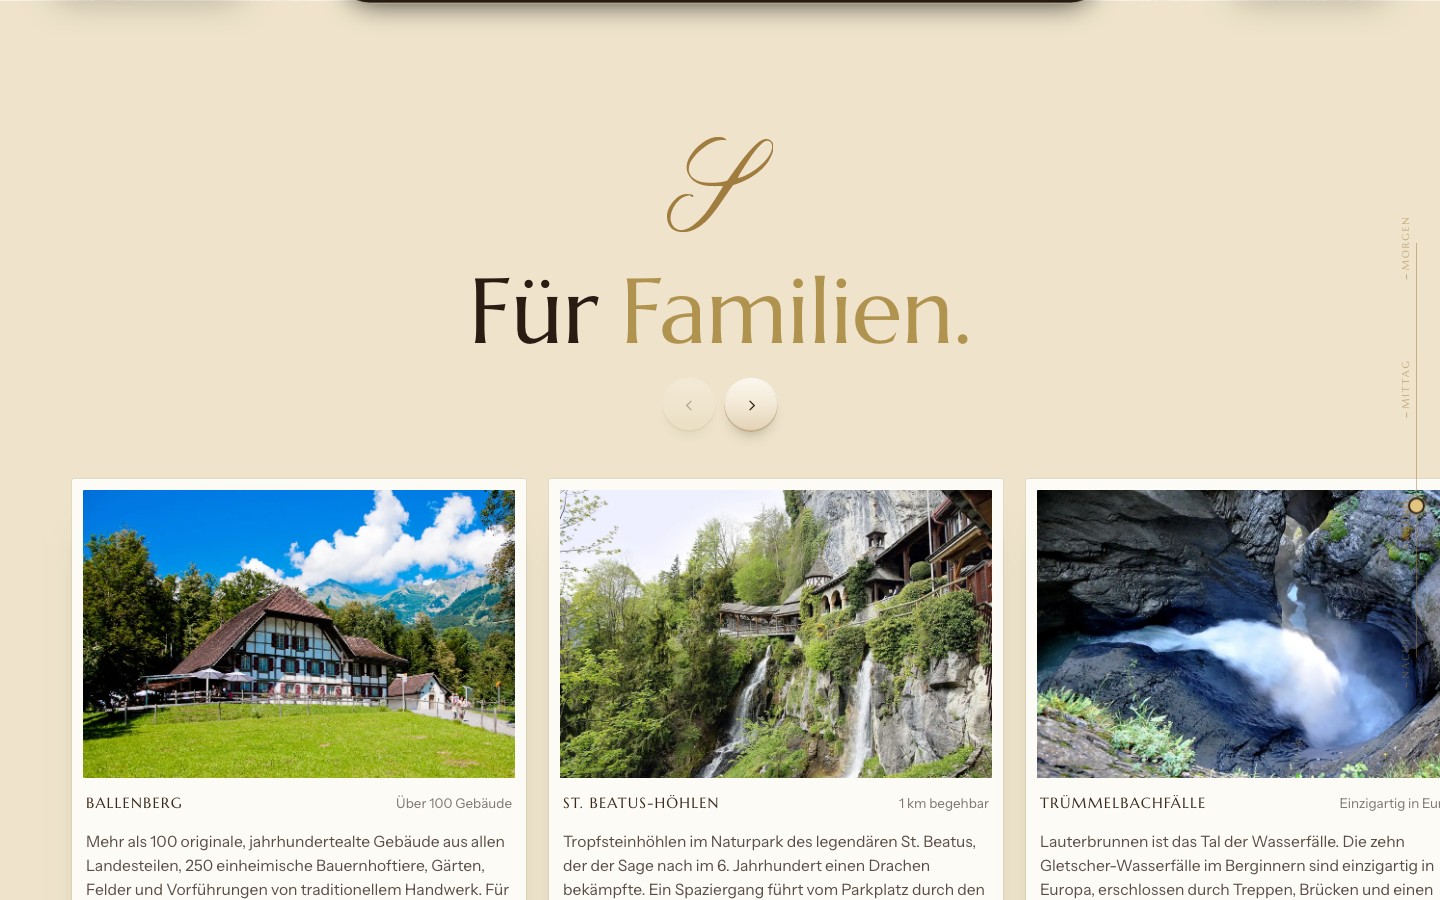 S
Für Familien.
MORGEN
MITTAG
BALLENBERG
Über 100 Gebäude
Mehr als 100 originale, jahrhundertealte Gebäude aus allen
Landesteilen, 250 einheimische Bauernhoftiere, Gärten,
Felder und Vorführungen von traditionellem Handwerk. Für
ST. BEATUS-HÖHLEN
1 km begehbar
Tropfsteinhöhlen im Naturpark des legendären St. Beatus,
der der Sage nach im 6. Jahrhundert einen Drachen
bekämpfte. Ein Spaziergang führt vom Parkplatz durch den
TRÜMMELBACHFÄLLE
Einzigartig in Eur
Lauterbrunnen ist das Tal der Wasserfälle. Die zehn
Gletscher-Wasserfälle im Berginnern sind einzigartig in
Europa, erschlossen durch Treppen, Brücken und einen